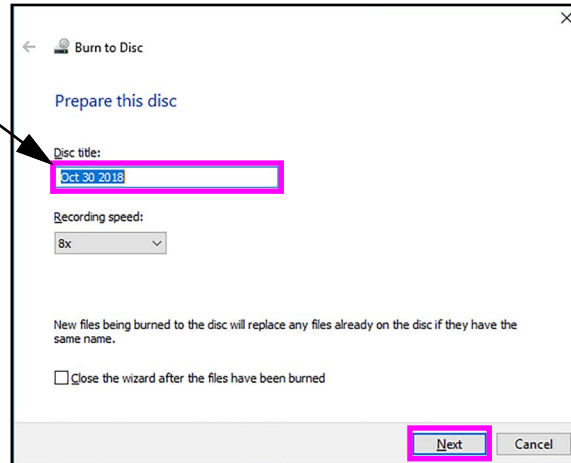 Burn to Disc
Prepare this disc
Disc title:
Oct 30 2018
Recording speed:
8x
New files being burned to the disc will replace any files already on the disc if they have the
same name.
Close the wizard after the files have been burned
Next Cancel